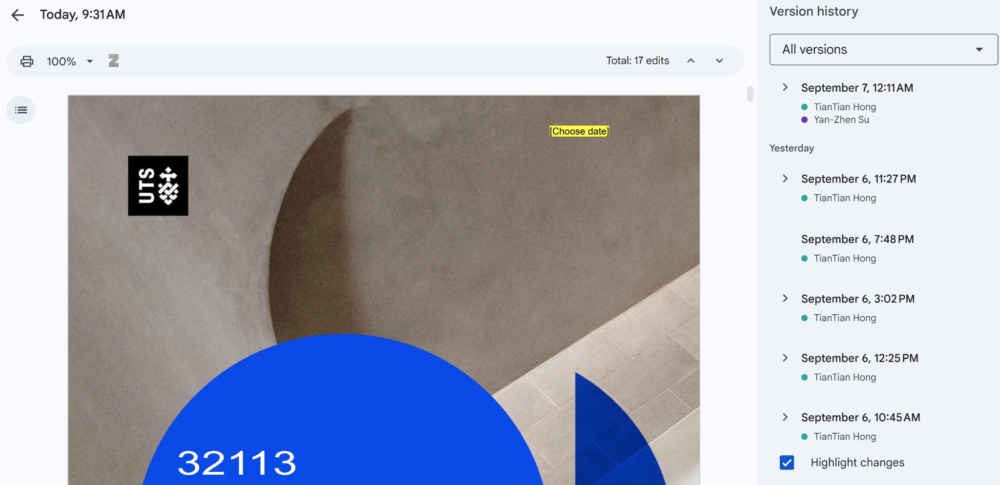 Today, 9:31 AM
100%
Total: 17 edits
[Choose date]
UTS
32113
Version history
All versions
September 7, 12:11 AM
TianTian Hong
Yan-Zhen Su
Yesterday
September 6, 11:27 PM
TianTian Hong
September 6, 7:48 PM
TianTian Hong
September 6, 3:02 PM
TianTian Hong
September 6, 12:25 PM
TianTian Hong
September 6, 10:45 AM
TianTian Hong
Highlight changes